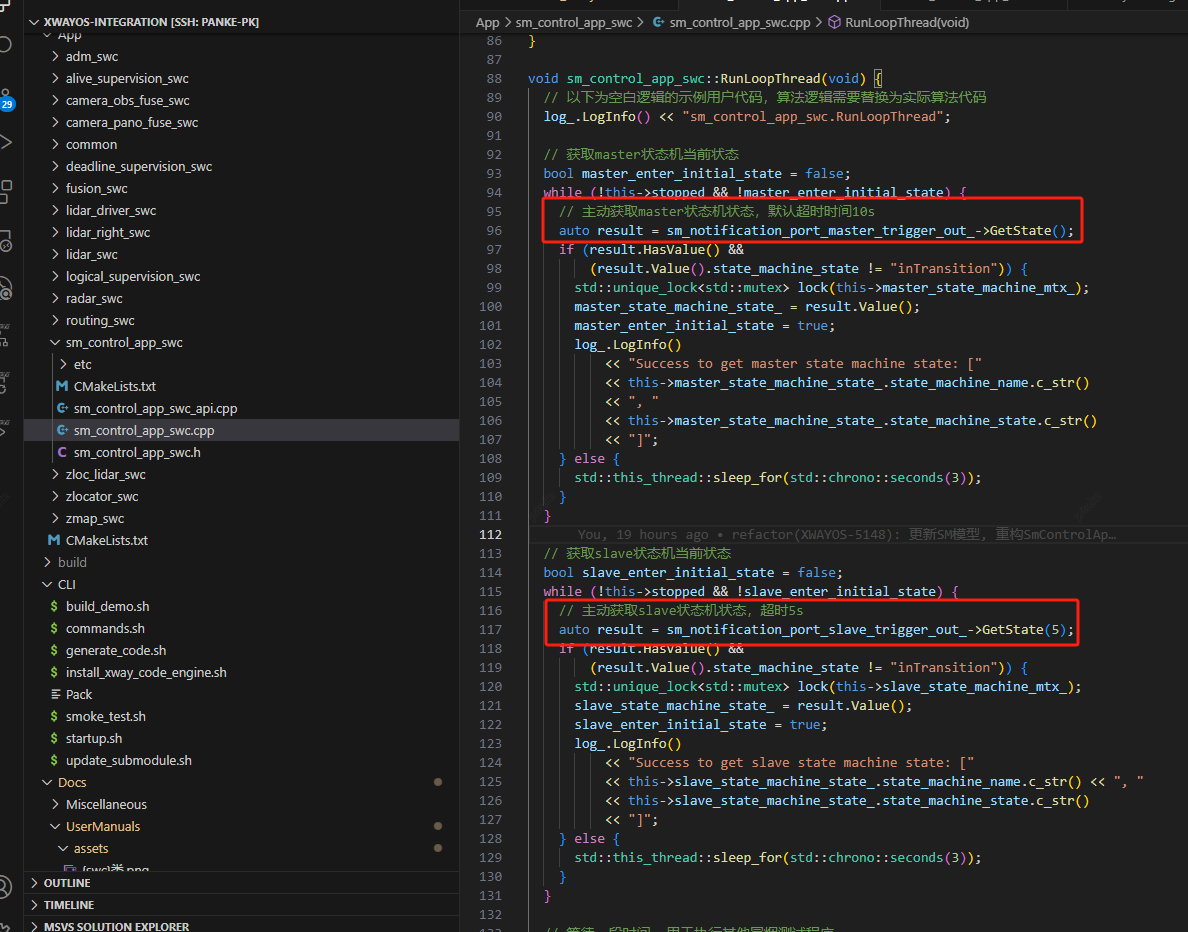 XWAYOS-INTEGRATION [SSH: PANKE-PK]
App
adm_swc
alive_supervision_swc
camera_obs_fuse_swc
camera_pano_fuse_swc
common
deadline_supervision_swc
fusion_swc
lidar_driver_swc
lidar_right_swc
lidar_swc
logical_supervision_swc
radar_swc
routing_swc
sm_control_app_swc
etc
CMakeLists.txt
sm_control_app_swc_api.cpp
sm_control_app_swc.cpp
sm_control_app_swc.h
zloc_lidar_swc
zlocator_swc
zmap_swc
CMakeLists.txt
build
CLI
build_demo.sh
commands.sh
generate_code.sh
install_xway_code_engine.sh
Pack
smoke_test.sh
startup.sh
update_submodule.sh
Docs
Miscellaneous
UserManuals
assets
OUTLINE
TIMELINE
MSVS SOLUTION EXPLORER
29
App > sm_control_app_swc > sm_control_app_swc.cpp > RunLoopThread(void)
86 }
87
88 void sm_control_app_swc::RunLoopThread(void) {
89 // 以下为空白逻辑的示例用户代码，算法逻辑需要替换为实际算法代码
90 log_.LogInfo() << "sm_control_app_swc.RunLoopThread";
91
92 // 获取master状态机当前状态
93 bool master_enter_initial_state = false;
94 while (!this->stopped && !master_enter_initial_state) {
95 // 主动获取master状态机状态，默认超时时间10s
96 auto result = sm_notification_port_master_trigger_out_->GetState();
97 if (result.HasValue() &&
98 (result.Value().state_machine_state != "inTransition")) {
99 std::unique_lock<std::mutex> lock(this->master_state_machine_mtx_);
100 master_state_machine_state_ = result.Value();
101 master_enter_initial_state = true;
102 log_.LogInfo()
103 << "Success to get master state machine state: ["
104 << this->master_state_machine_state_.state_machine_name.c_str()
105 << ", "
106 << this->master_state_machine_state_.state_machine_state.c_str()
107 << "]";
108 } else {
109 std::this_thread::sleep_for(std::chrono::seconds(3));
110 }
111 }
112 You, 19 hours ago • refactor(XWAYOS-5148): 更新SM模型, 重构SmControlAp…
113 // 获取slave状态机当前状态
114 bool slave_enter_initial_state = false;
115 while (!this->stopped && !slave_enter_initial_state) {
116 // 主动获取slave状态机状态，超时5s
117 auto result = sm_notification_port_slave_trigger_out_->GetState(5);
118 if (result.HasValue() &&
119 (result.Value().state_machine_state != "inTransition")) {
120 std::unique_lock<std::mutex> lock(this->slave_state_machine_mtx_);
121 slave_state_machine_state_ = result.Value();
122 slave_enter_initial_state = true;
123 log_.LogInfo()
124 << "Success to get slave state machine state: ["
125 << this->slave_state_machine_state_.state_machine_name.c_str() << ", "
126 << this->slave_state_machine_state_.state_machine_state.c_str()
127 << "]";
128 } else {
129 std::this_thread::sleep_for(std::chrono::seconds(3));
130 }
131 }
132